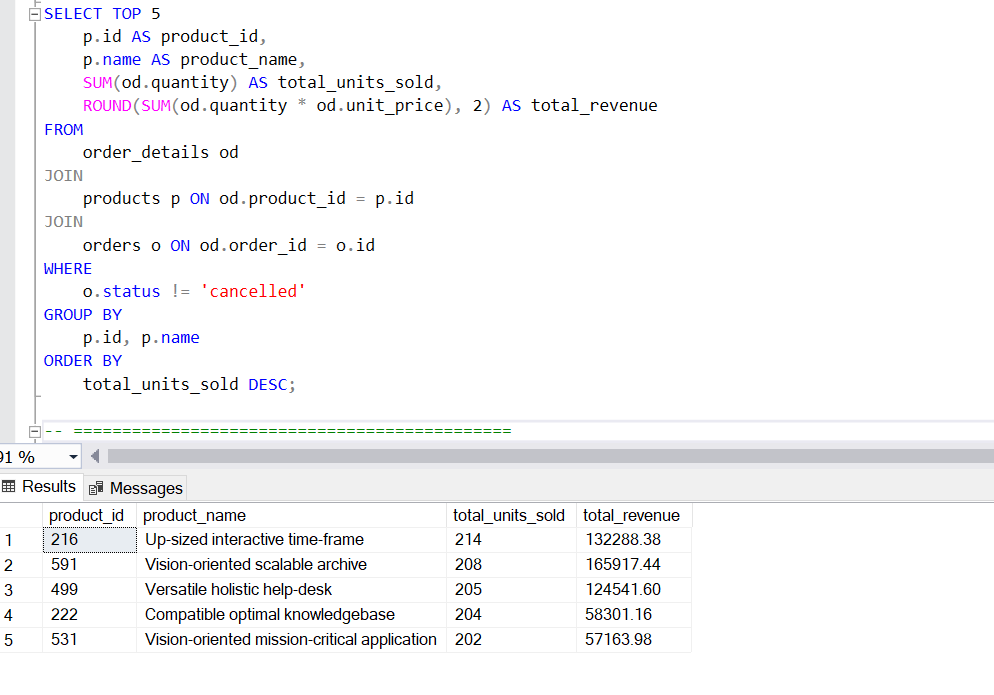 SELECT TOP 5
p.id AS product_id,
p.name AS product_name,
SUM(od.quantity) AS total_units_sold,
ROUND(SUM(od.quantity * od.unit_price), 2) AS total_revenue
FROM
order_details od
JOIN
products p ON od.product_id = p.id
JOIN
orders o ON od.order_id = o.id
WHERE
o.status != 'cancelled'
GROUP BY
p.id, p.name
ORDER BY
total_units_sold DESC;
-- =============================================
91 %
Results Messages
product_id product_name total_units_sold total_revenue
1 216 Up-sized interactive time-frame 214 132288.38
2 591 Vision-oriented scalable archive 208 165917.44
3 499 Versatile holistic help-desk 205 124541.60
4 222 Compatible optimal knowledgebase 204 58301.16
5 531 Vision-oriented mission-critical application 202 57163.98